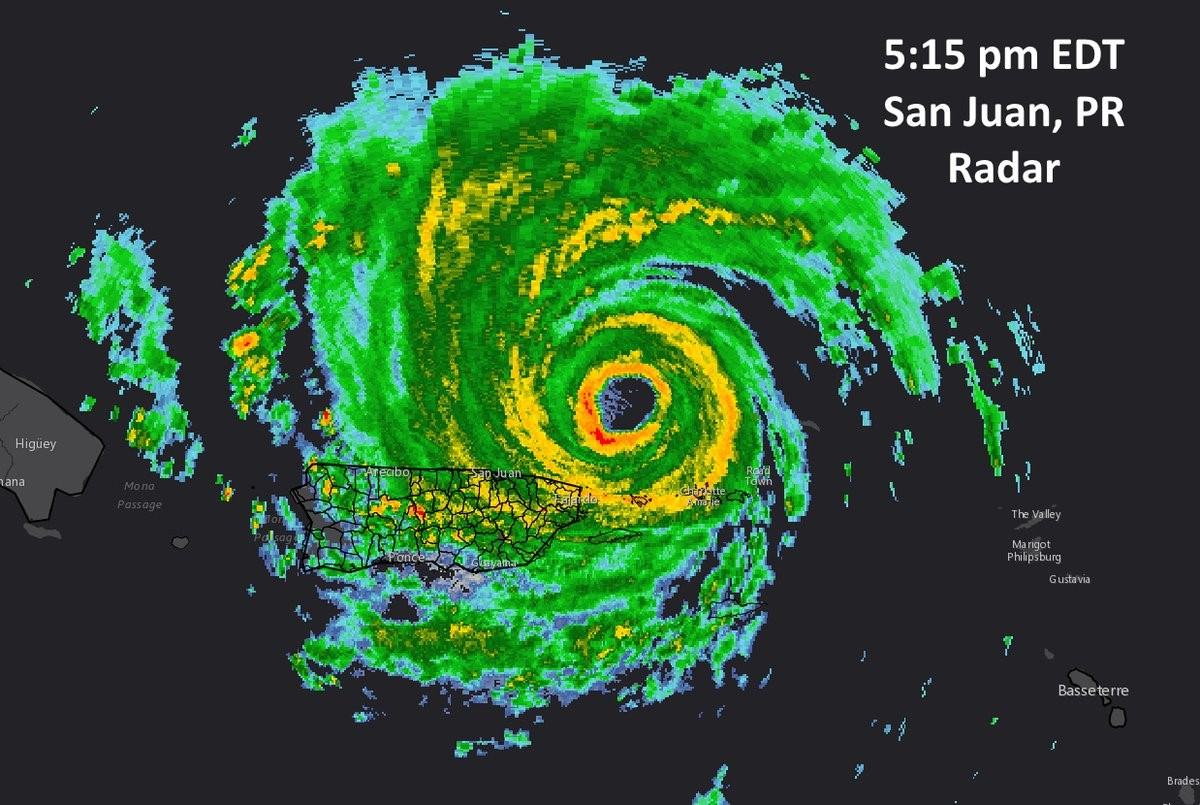 5:15 pm EDT
San Juan, PR
Radar
Higüey
Mona
Passage
Arecibo
San Juan
Fajardo
Ponce
Guayama
Charlotte
Amalie
Road
Town
The Valley
Marigot
Philipsburg
Gustavia
Basseterre